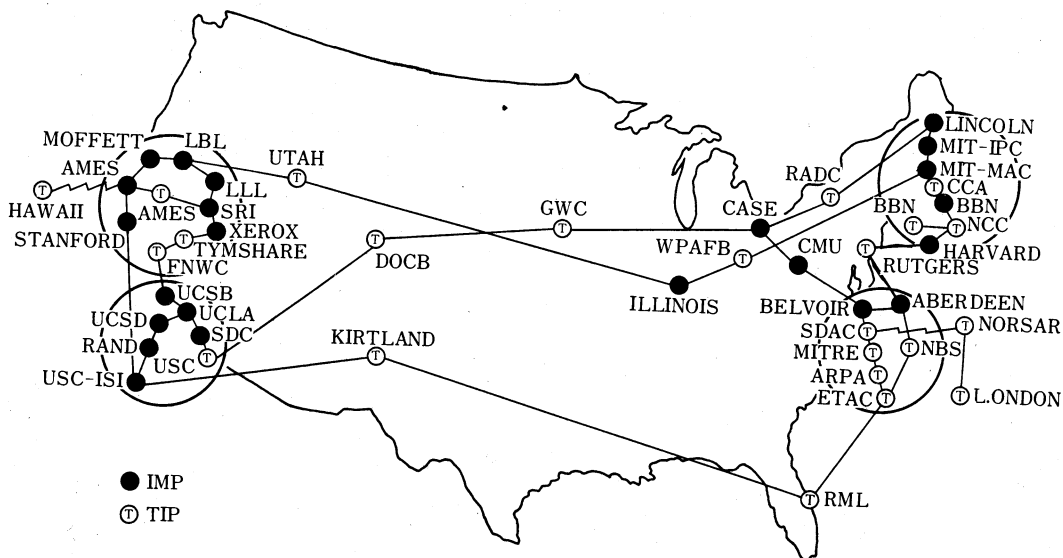 LINCOLN
MOFFETT
LBL
MIT-IPC
UTAH
MIT-MAC
AMES
RADC
LLL
CCA
HAWAII
AMES
SRI
GWC
CASE
BBN
BBN
STANFORD
XEROX
NCC
TYMSHARE
DOCB
WPAFB
CMU
HARVARD
FNWC
RUTGERS
ILLINOIS
UCSB
BELVOIR
ABERDEEN
UCSD
UCLA
SDAC
NORSAR
SDC
KIRTLAND
RAND
USC
MITRE
NBS
USC-ISI
ARPA
ETAC
L.ONDON
IMP
RML
T TIP